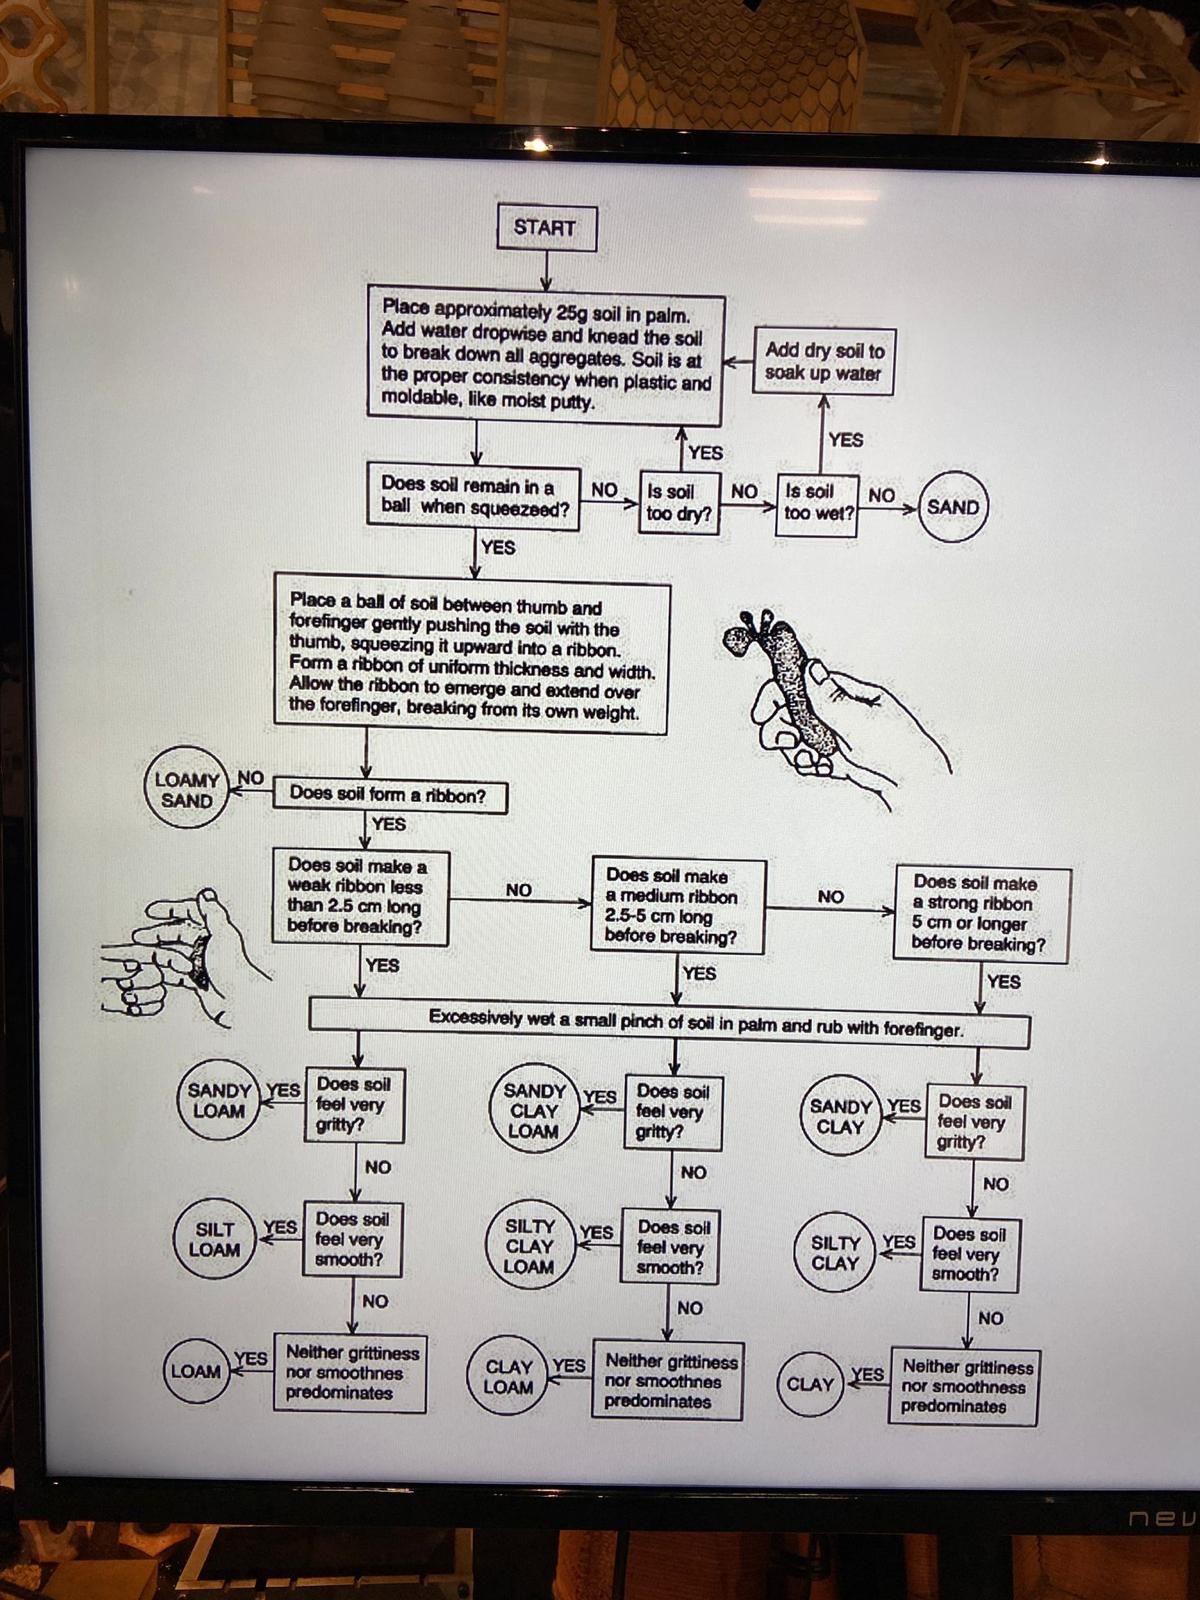 START
Place approximately 25g soil in palm.
Add water dropwise and knead the soil
to break down all aggregates. Soil is at
the proper consistency when plastic and
moldable, like moist putty.
Add dry soil to
soak up water
YES
YES
Does soil remain in a
ball when squeezeed?
NO
Is soil
too dry?
NO
Is soil
too wet?
NO
SAND
YES
Place a ball of soil between thumb and
forefinger gently pushing the soil with the
thumb, squeezing it upward into a ribbon.
Form a ribbon of uniform thickness and width.
Allow the ribbon to emerge and extend over
the forefinger, breaking from its own weight.
LOAMY
SAND
NO
Does soil form a ribbon?
YES
Does soil make a
weak ribbon less
than 2.5 cm long
before breaking?
NO
Does soil make
a medium ribbon
2.5-5 cm long
before breaking?
NO
Does soil make
a strong ribbon
5 cm or longer
before breaking?
YES
YES
YES
Excessively wet a small pinch of soil in palm and rub with forefinger.
SANDY
LOAM
YES
Does soil
feel very
gritty?
SANDY
CLAY
LOAM
YES
Does soil
feel very
gritty?
SANDY
CLAY
YES
Does soil
feel very
gritty?
NO
NO
NO
SILT
LOAM
YES
Does soil
feel very
smooth?
SILTY
CLAY
LOAM
YES
Does soil
feel very
smooth?
SILTY
CLAY
YES
Does soil
feel very
smooth?
NO
NO
NO
LOAM
YES
Neither grittiness
nor smoothnes
predominates
CLAY
LOAM
YES
Neither grittiness
nor smoothnes
predominates
CLAY
YES
Neither grittiness
nor smoothness
predominates